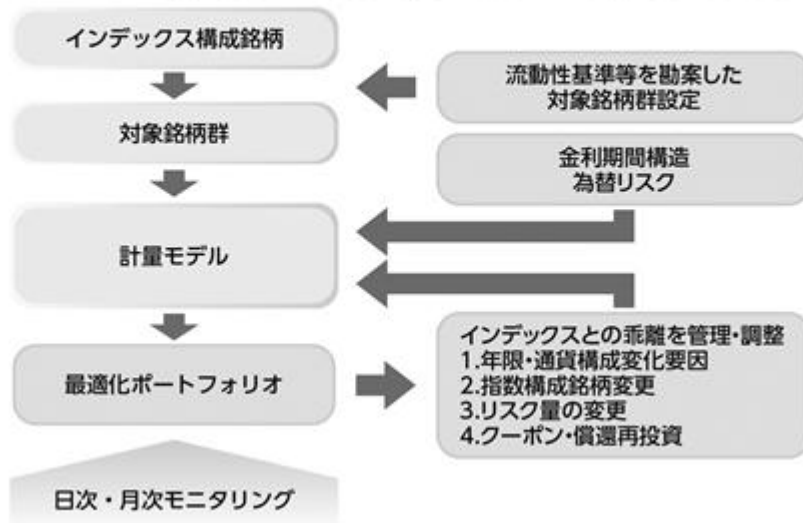 インデックス構成銘柄
流動性基準等を勘案した
対象銘柄群設定
対象銘柄群
金利期間構造
為替リスク
計量モデル
最適化ポートフォリオ
インデックスとの乖離を管理・調整
1.年限・通貨構成変化要因
2.指数構成銘柄変更
3.リスク量の変更
4.クーポン・償還再投資
日次・月次モニタリング